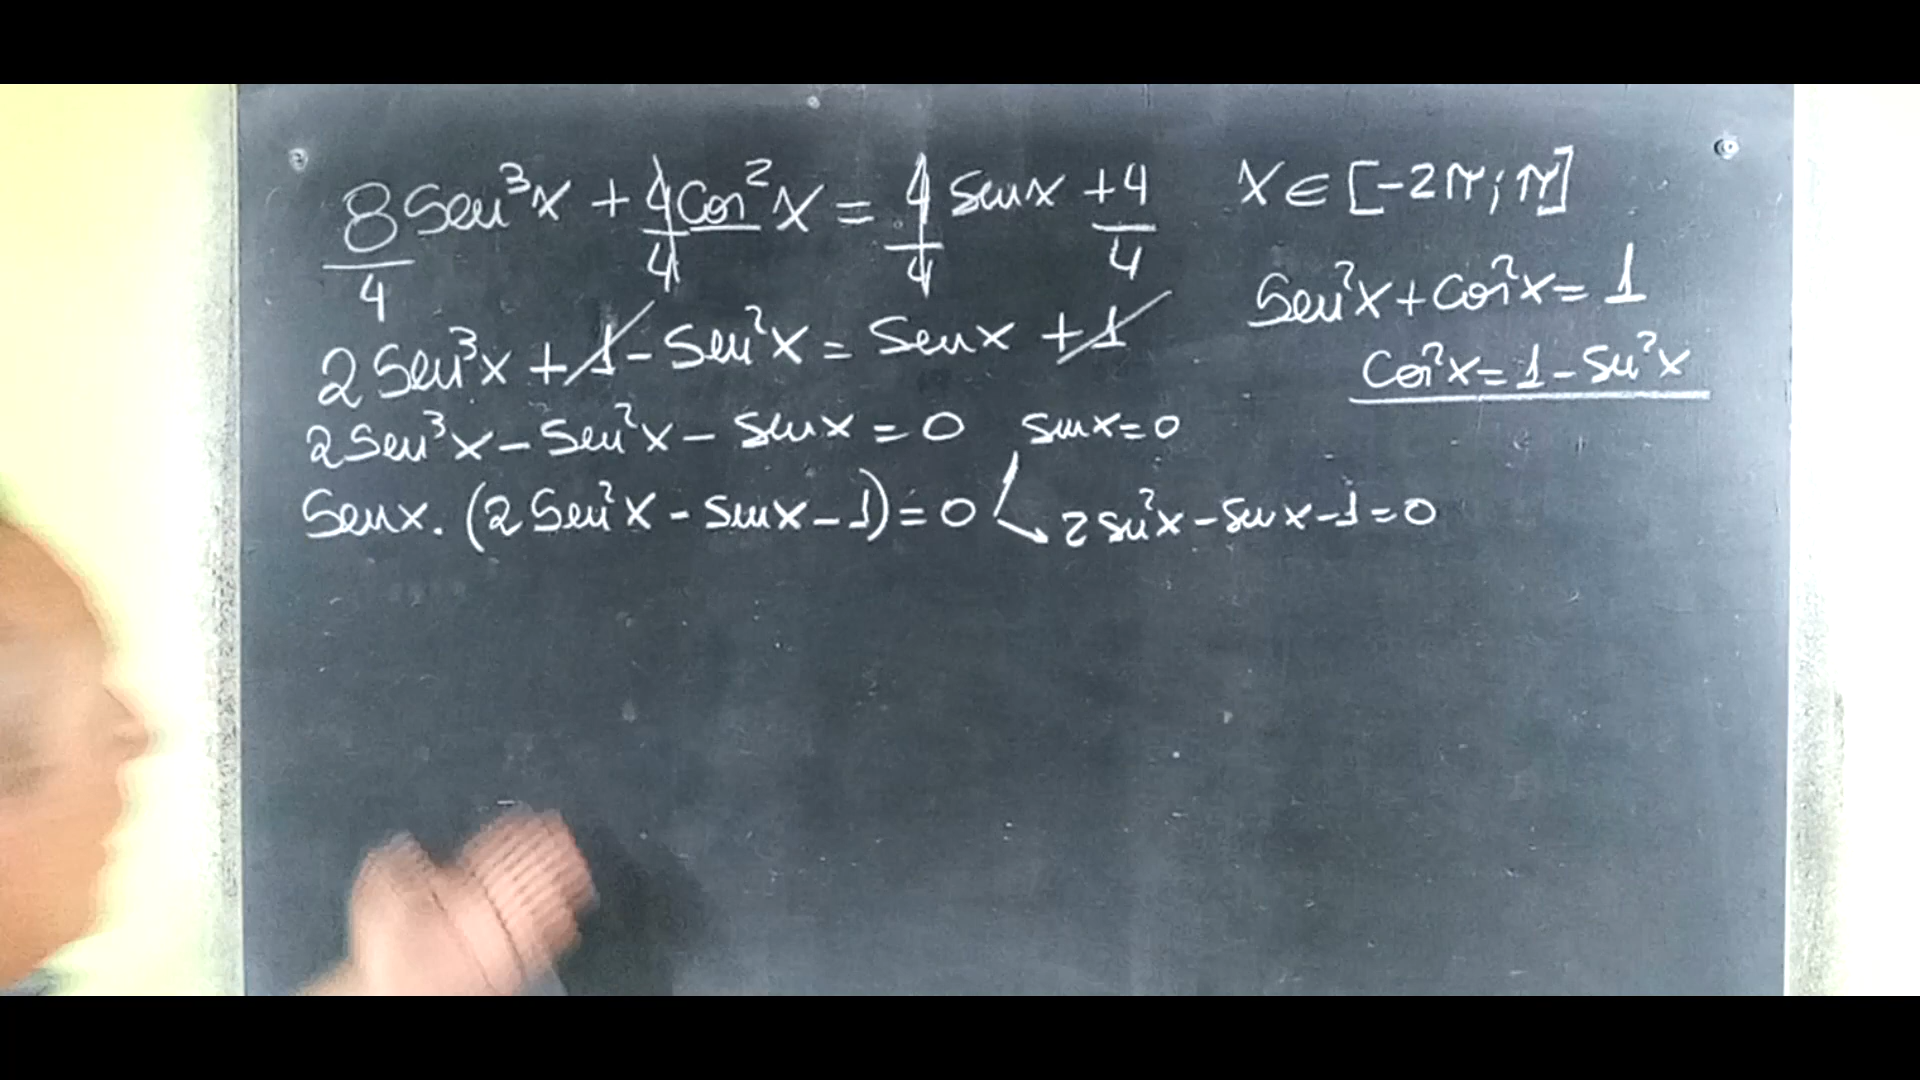 8 Sen³x + 4 Cos²x = 4 senx + 4 X ∈ [-2π; π]
4 4 4 4
Sen²x + Cos²x = 1
2 Sen³x + 1 - Sen²x = Senx + 1
Cos²x = 1 - Sen²x
2 Sen³x - Sen²x - senx = 0 senx = 0
Senx. (2 Sen²x - senx - 1) = 0 2 sen²x - senx - 1 = 0